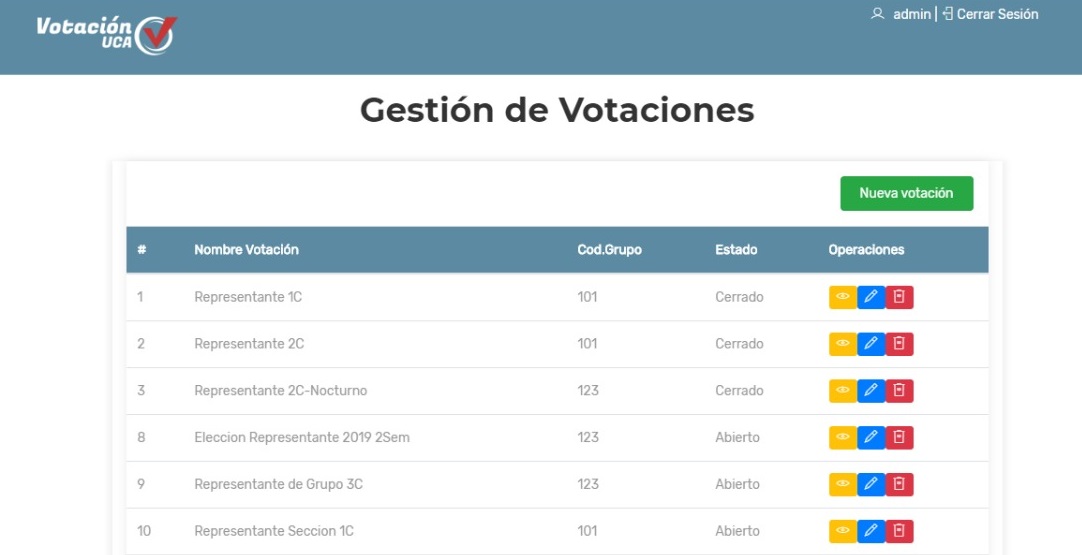 Votación
UCA
admin | Cerrar Sesión
Gestión de Votaciones
Nueva votación
# Nombre Votación Cod.Grupo Estado Operaciones
1 Representante 1C 101 Cerrado
2 Representante 2C 101 Cerrado
3 Representante 2C-Nocturno 123 Cerrado
8 Eleccion Representante 2019 2Sem 123 Abierto
9 Representante de Grupo 3C 123 Abierto
10 Representante Seccion 1C 101 Abierto